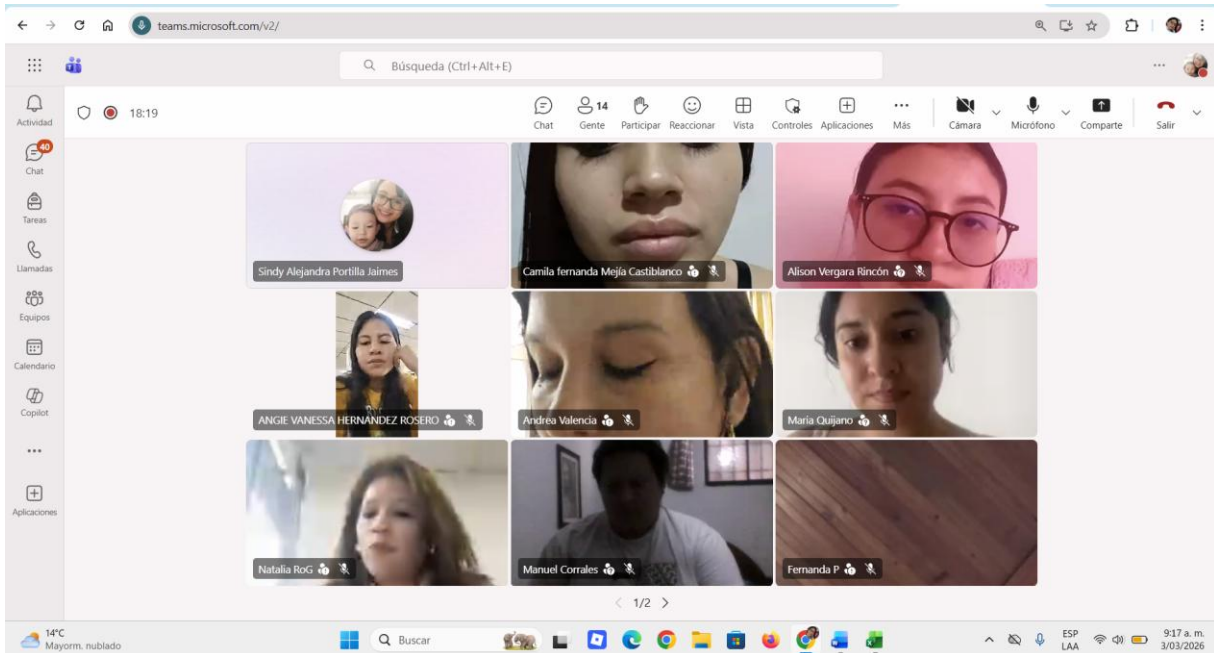 teams.microsoft.com/v2/
Búsqueda (Ctrl+Alt+E)
Actividad
18:19
Chat
14
Gente
Participar
Reaccionar
Vista
Controles
Aplicaciones
Más
Cámara
Micrófono
Comparte
Salir
40
Chat
Tareas
Llamadas
Equipos
Calendario
Copilot
Aplicaciones
Sindy Alejandra Portilla Jaimes
Camila fernanda Mejía Castiblanco
Alison Vergara Rincón
ANGIE VANESSA HERNÁNDEZ ROSERO
Andrea Valencia
Maria Quijano
Natalia RoG
Manuel Corrales
Fernanda P
1/2
14°C
Mayorm. nublado
Buscar
ESP
LAA
9:17 a. m.
3/03/2026